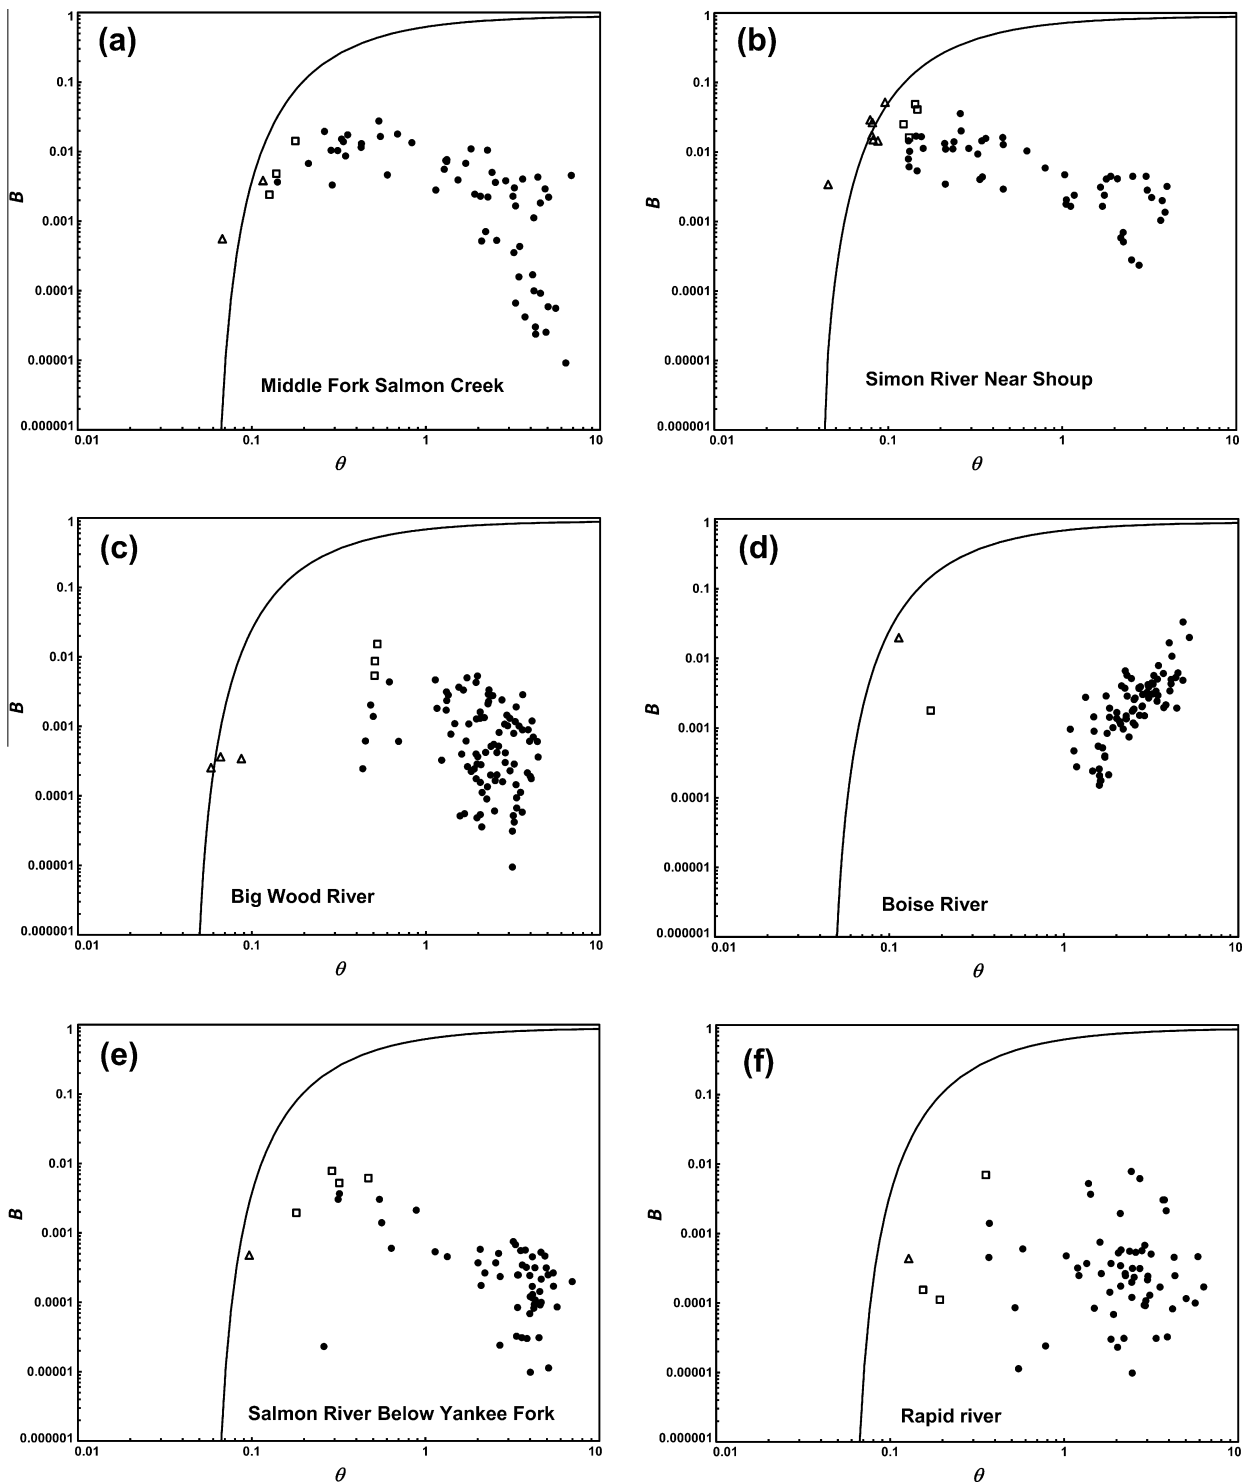 (a)
1
0.1
0.01
B
0.001
0.0001
0.00001
Middle Fork Salmon Creek
0.000001
0.01 0.1 1 10
θ
(b)
1
0.1
0.01
B
0.001
0.0001
0.00001
Simon River Near Shoup
0.000001
0.01 0.1 1 10
θ
(c)
1
0.1
0.01
B
0.001
0.0001
0.00001
Big Wood River
0.000001
0.01 0.1 1 10
θ
(d)
1
0.1
0.01
B
0.001
0.0001
0.00001
Boise River
0.000001
0.01 0.1 1 10
θ
(e)
1
0.1
0.01
B
0.001
0.0001
0.00001
Salmon River Below Yankee Fork
0.000001
0.01 0.1 1 10
θ
(f)
1
0.1
0.01
B
0.001
0.0001
0.00001
Rapid river
0.000001
0.01 0.1 1 10
θ